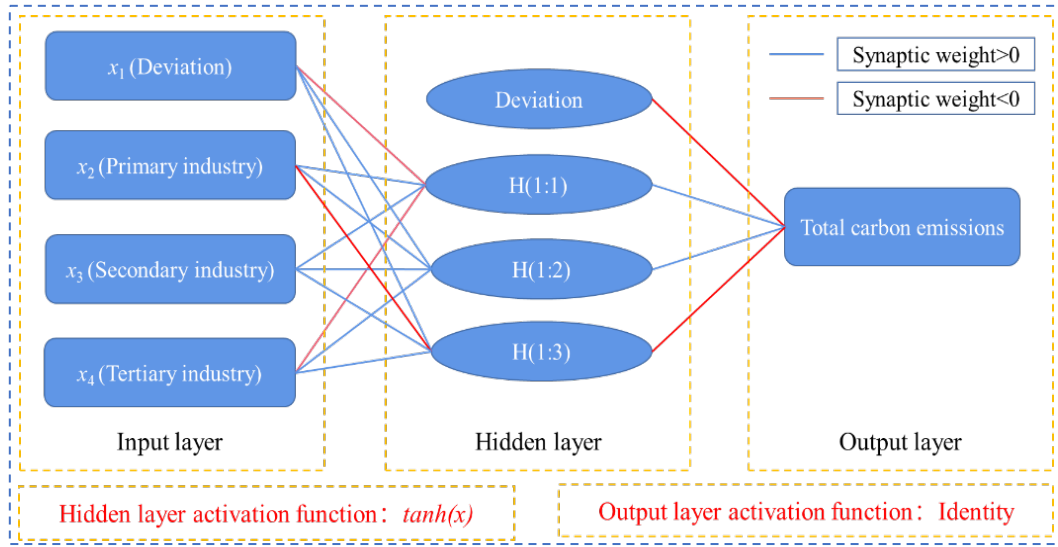 x₁ (Deviation)
x₂ (Primary industry)
x₃ (Secondary industry)
x₄ (Tertiary industry)
Input layer
Deviation
H(1:1)
H(1:2)
H(1:3)
Hidden layer
Synaptic weight>0
Synaptic weight<0
Total carbon emissions
Output layer
Hidden layer activation function： tanh(x)
Output layer activation function： Identity